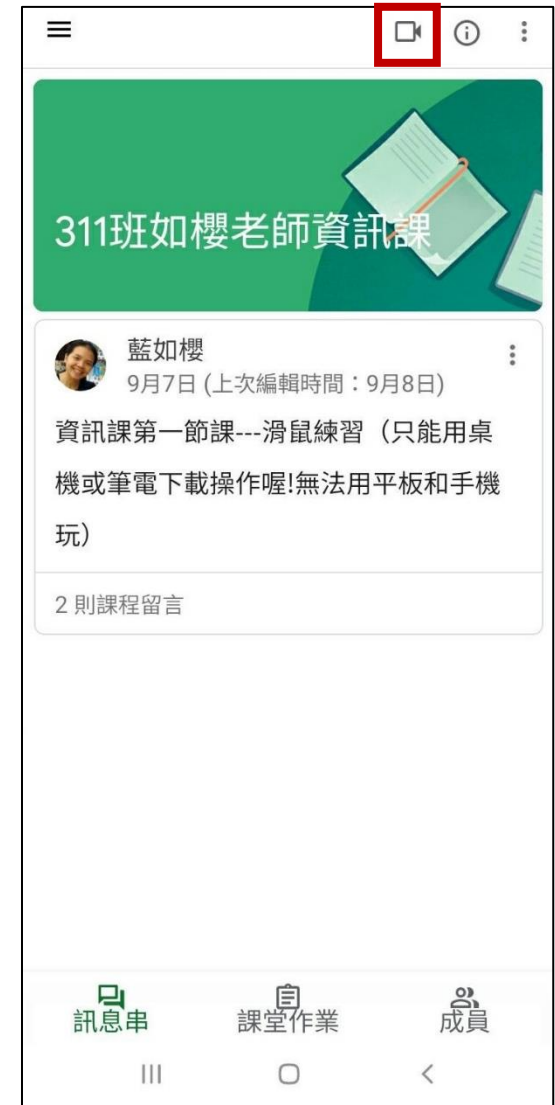 311班如櫻老師資訊課
藍如櫻
9月7日 (上次編輯時間：9月8日)
資訊課第一節課---滑鼠練習（只能用桌
機或筆電下載操作喔!無法用平板和手機
玩）
2 則課程留言
訊息串 課堂作業 成員